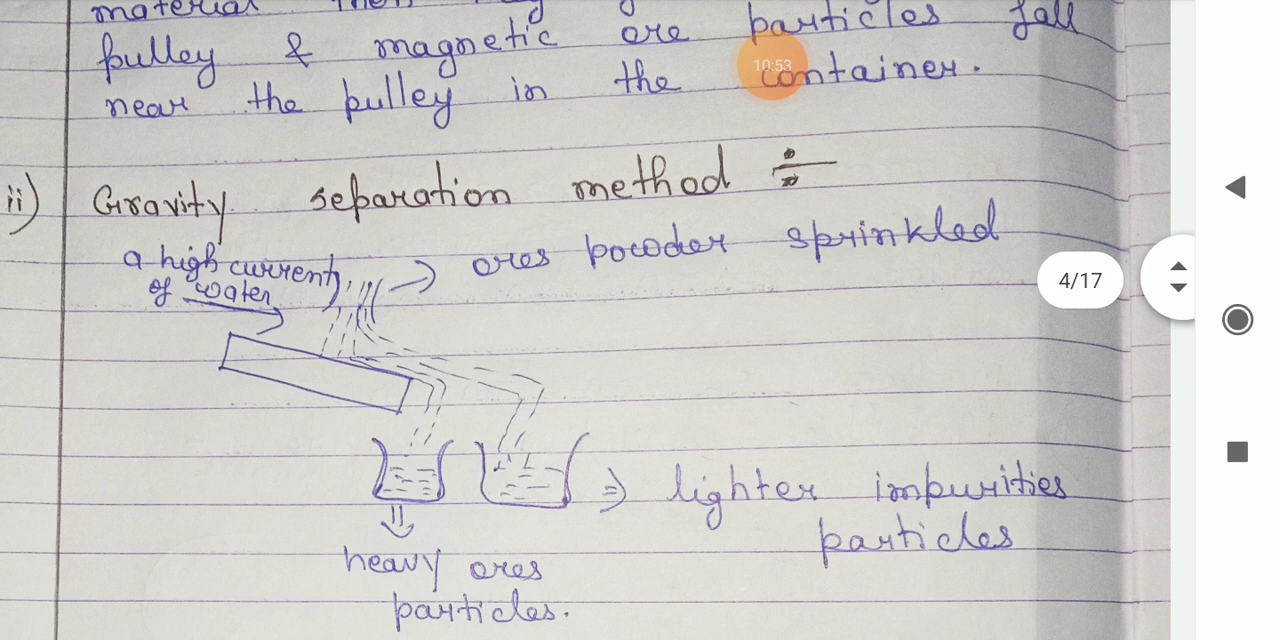 material
pulley & magnetic ore particles fall
near the pulley in the container.
10:53
ii) Gravity separation method ÷
a high current → ores powder sprinkled
of water
4/17
⇒ lighter impurities
particles
heavy ores
particles.